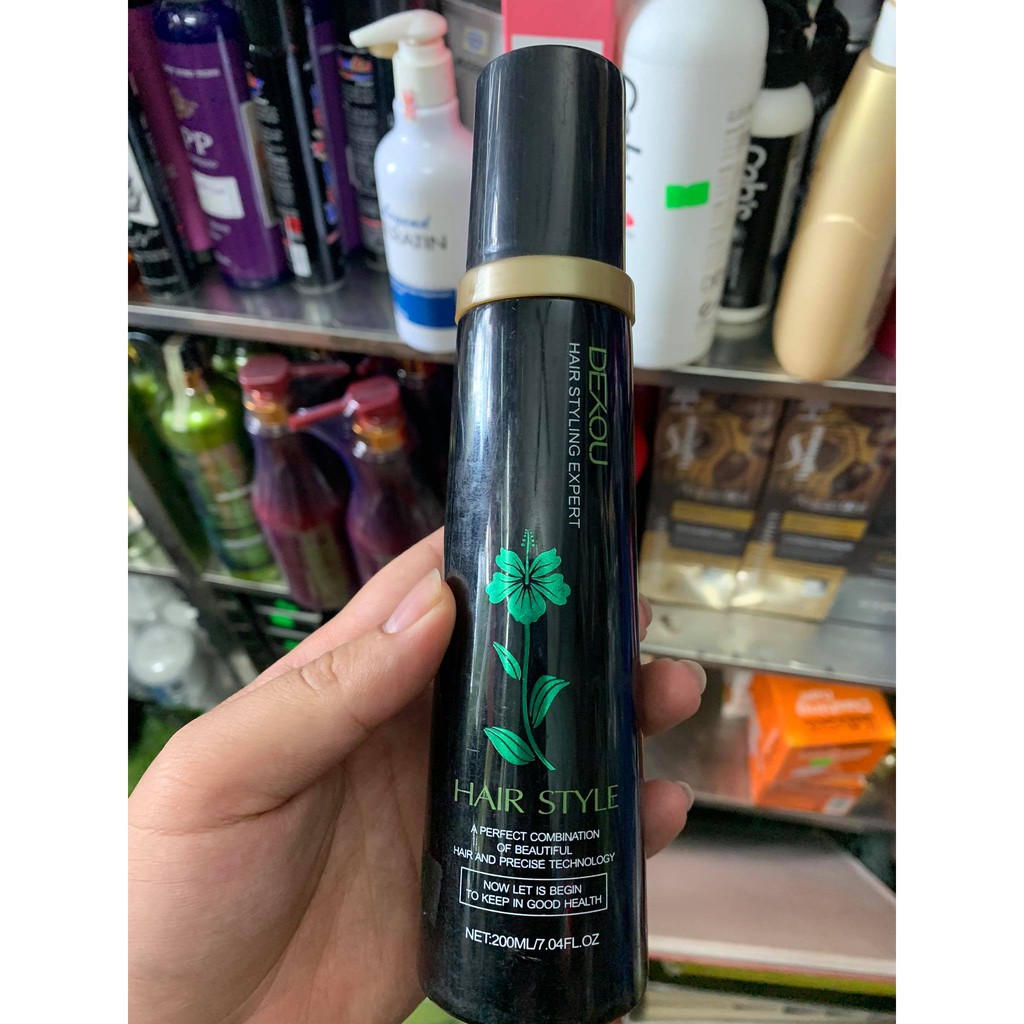 DEXOU
HAIR STYLING EXPERT
HAIR STYLE
A PERFECT COMBINATION
OF BEAUTIFUL
HAIR AND PRECISE TECHNOLOGY
NOW LET IS BEGIN
TO KEEP IN GOOD HEALTH
NET:200ML/7.04FL.OZ